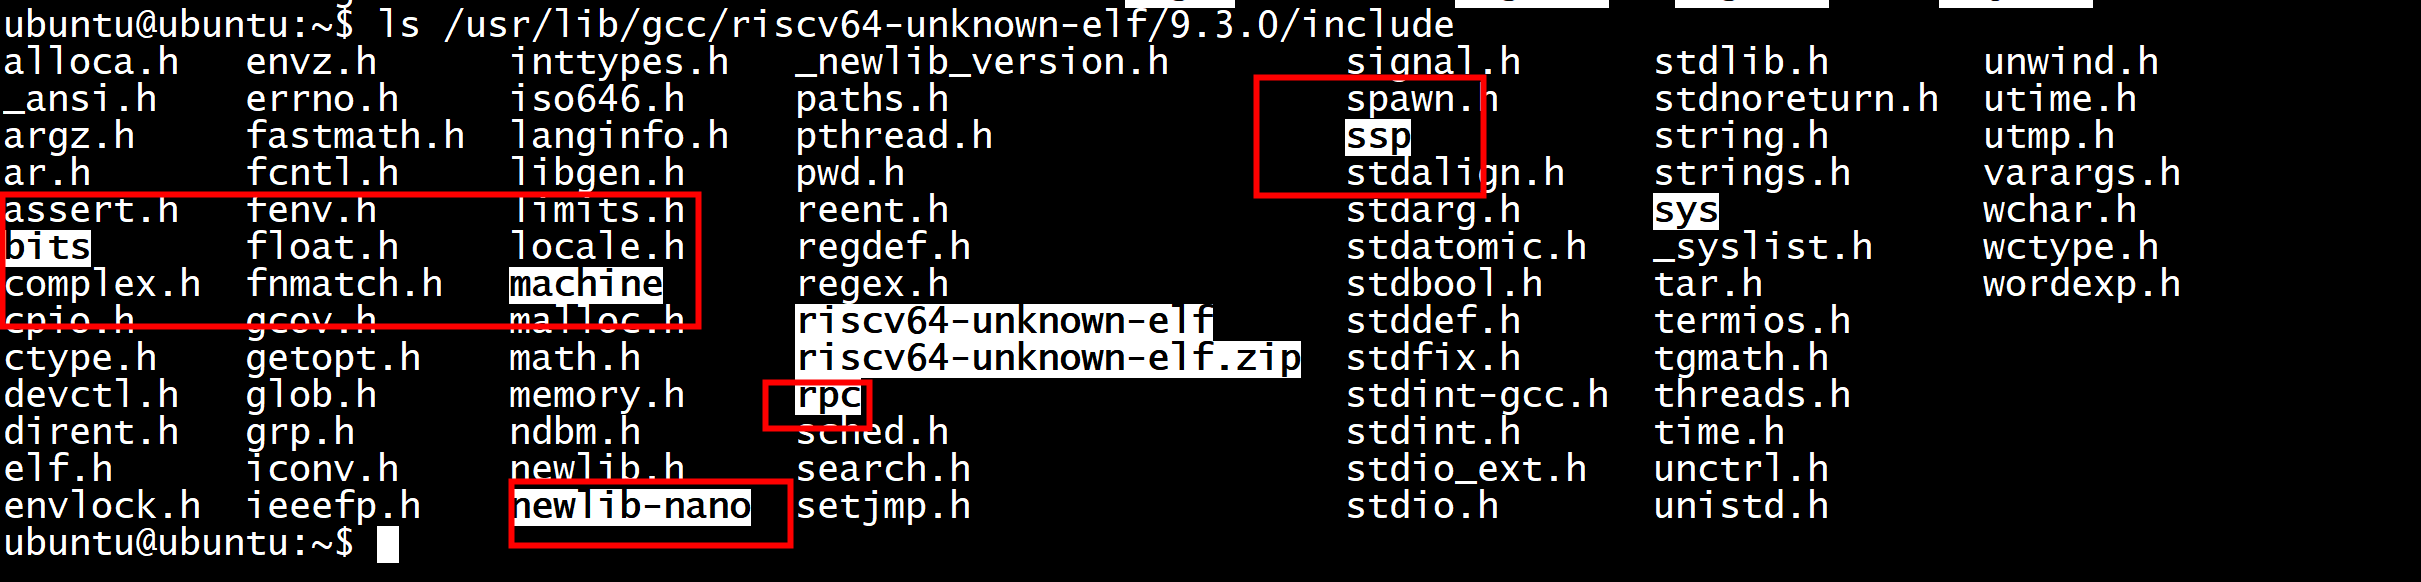 ubuntu@ubuntu:~$ ls /usr/lib/gcc/riscv64-unknown-elf/9.3.0/include
alloca.h envz.h inttypes.h _newlib_version.h signal.h stdlib.h unwind.h
_ansi.h errno.h iso646.h paths.h spawn.h stdnoreturn.h utime.h
argz.h fastmath.h langinfo.h pthread.h ssp string.h utmp.h
ar.h fcntl.h libgen.h pwd.h stdalign.h strings.h varargs.h
assert.h fenv.h limits.h reent.h stdarg.h sys wchar.h
bits float.h locale.h regdef.h stdatomic.h _syslist.h wctype.h
complex.h fnmatch.h machine regex.h stdbool.h tar.h wordexp.h
cpio.h gcov.h malloc.h riscv64-unknown-elf stddef.h termios.h
ctype.h getopt.h math.h riscv64-unknown-elf.zip stdfix.h tgmath.h
devctl.h glob.h memory.h rpc stdint-gcc.h threads.h
dirent.h grp.h ndbm.h sched.h stdint.h time.h
elf.h iconv.h newlib.h search.h stdio_ext.h unctrl.h
envlock.h ieeefp.h newlib-nano setjmp.h stdio.h unistd.h
ubuntu@ubuntu:~$